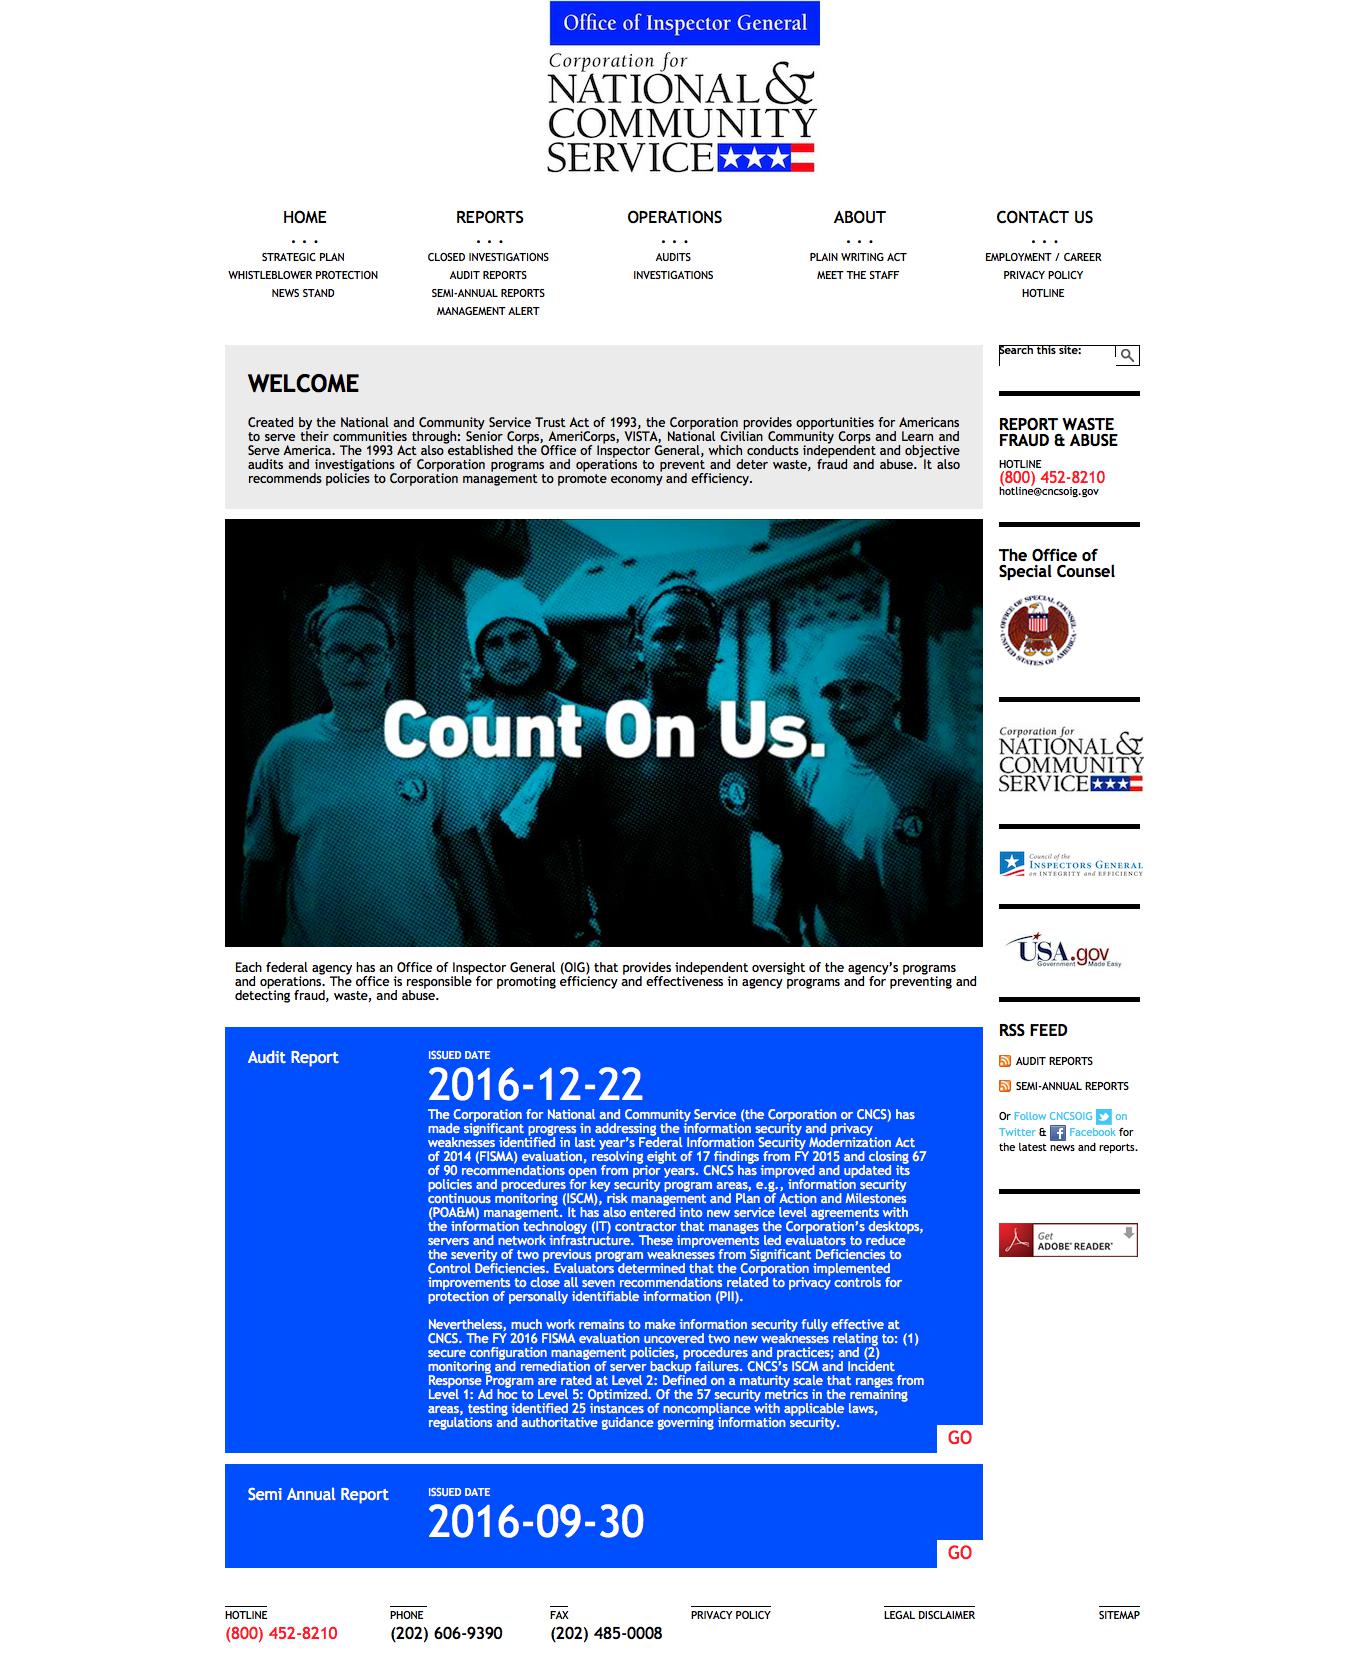 Office of Inspector General
Corporation for
NATIONAL &
COMMUNITY
SERVICE
HOME
. . .
STRATEGIC PLAN
WHISTLEBLOWER PROTECTION
NEWS STAND
REPORTS
. . .
CLOSED INVESTIGATIONS
AUDIT REPORTS
SEMI-ANNUAL REPORTS
MANAGEMENT ALERT
OPERATIONS
. . .
AUDITS
INVESTIGATIONS
ABOUT
. . .
PLAIN WRITING ACT
MEET THE STAFF
CONTACT US
. . .
EMPLOYMENT / CAREER
PRIVACY POLICY
HOTLINE
WELCOME
Created by the National and Community Service Trust Act of 1993, the Corporation provides opportunities for Americans
to serve their communities through: Senior Corps, AmeriCorps, VISTA, National Civilian Community Corps and Learn and
Serve America. The 1993 Act also established the Office of Inspector General, which conducts independent and objective
audits and investigations of Corporation programs and operations to prevent and deter waste, fraud and abuse. It also
recommends policies to Corporation management to promote economy and efficiency.
Count On Us.
Each federal agency has an Office of Inspector General (OIG) that provides independent oversight of the agency's programs
and operations. The office is responsible for promoting efficiency and effectiveness in agency programs and for preventing and
detecting fraud, waste, and abuse.
Audit Report
ISSUED DATE
2016-12-22
The Corporation for National and Community Service (the Corporation or CNCS) has
made significant progress in addressing the information security and privacy
weaknesses identified in last year's Federal Information Security Modernization Act
of 2014 (FISMA) evaluation, resolving eight of 17 findings from FY 2015 and closing 67
of 90 recommendations open from prior years. CNCS has improved and updated its
policies and procedures for key security program areas, e.g., information security
continuous monitoring (ISCM), risk management and Plan of Action and Milestones
(POA&M) management. It has also entered into new service level agreements with
the information technology (IT) contractor that manages the Corporation's desktops,
servers and network infrastructure. These improvements led evaluators to reduce
the severity of two previous program weaknesses from Significant Deficiencies to
Control Deficiencies. Evaluators determined that the Corporation implemented
improvements to close all seven recommendations related to privacy controls for
protection of personally identifiable information (PII).
Nevertheless, much work remains to make information security fully effective at
CNCS. The FY 2016 FISMA evaluation uncovered two new weaknesses relating to: (1)
secure configuration management policies, procedures and practices; and (2)
monitoring and remediation of server backup failures. CNCS's ISCM and Incident
Response Program are rated at Level 2: Defined on a maturity scale that ranges from
Level 1: Ad hoc to Level 5: Optimized. Of the 57 security metrics in the remaining
areas, testing identified 25 instances of noncompliance with applicable laws,
regulations and authoritative guidance governing information security.
GO
Semi Annual Report
ISSUED DATE
2016-09-30
GO
Search this site:
REPORT WASTE
FRAUD & ABUSE
HOTLINE
(800) 452-8210
hotline@cncsoig.gov
The Office of
Special Counsel
OFFICE OF SPECIAL COUNSEL
UNITED STATES OF AMERICA
Corporation for
NATIONAL &
COMMUNITY
SERVICE
Council of the
INSPECTORS GENERAL
on INTEGRITY and EFFICIENCY
USA.gov
Government Made Easy
RSS FEED
AUDIT REPORTS
SEMI-ANNUAL REPORTS
Or Follow CNCSOIG on
Twitter & Facebook for
the latest news and reports.
Get
ADOBE® READER®
HOTLINE
(800) 452-8210
PHONE
(202) 606-9390
FAX
(202) 485-0008
PRIVACY POLICY
LEGAL DISCLAIMER
SITEMAP